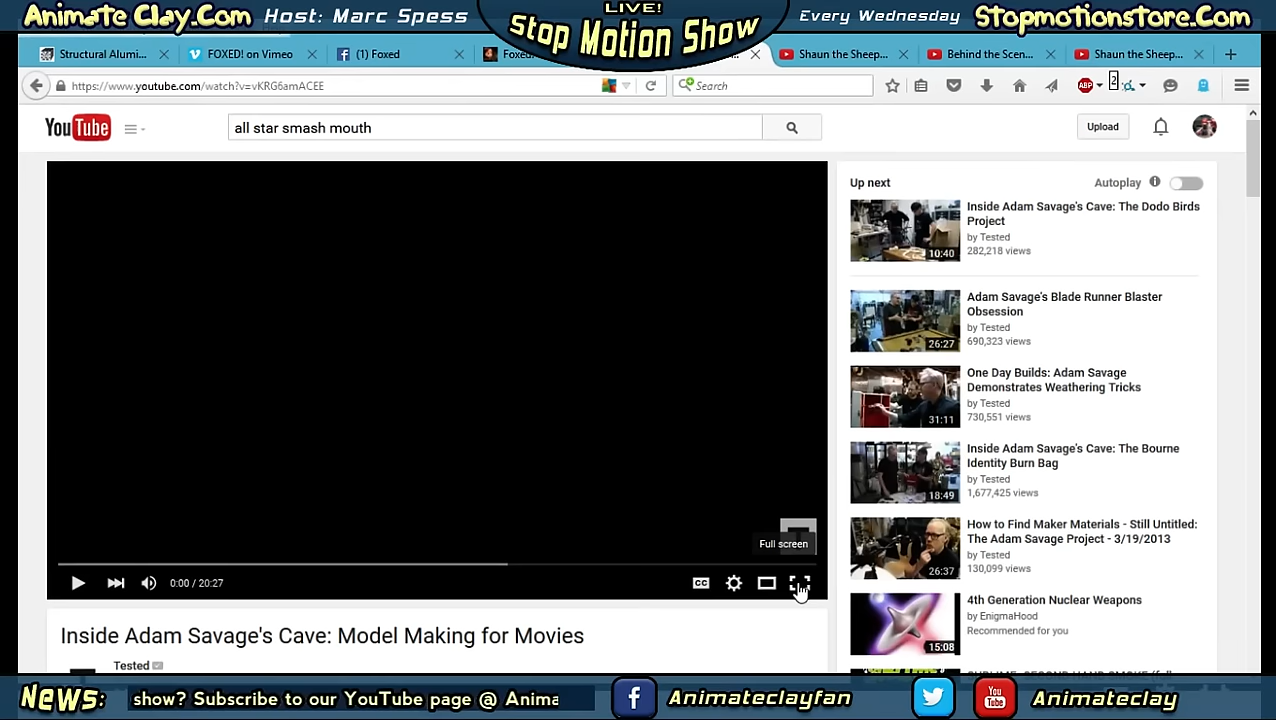 Animate Clay.Com
Host: Marc Spess
LIVE!
Stop Motion Show
Every Wednesday
Stopmotionstore.Com
Structural Alumin...
FOXED! on Vimeo
(1) Foxed
Foxed
Shaun the Sheep...
Behind the Scen...
Shaun the Sheep...
https://www.youtube.com/watch?v=vKRG6amACEE
Search
ABP
2
YouTube
all star smash mouth
Upload
Up next
Autoplay
Inside Adam Savage's Cave: The Dodo Birds
Project
by Tested
282,218 views
10:40
Adam Savage's Blade Runner Blaster
Obsession
by Tested
690,323 views
26:27
One Day Builds: Adam Savage
Demonstrates Weathering Tricks
by Tested
730,551 views
31:11
Inside Adam Savage's Cave: The Bourne
Identity Burn Bag
by Tested
1,677,425 views
18:49
How to Find Maker Materials - Still Untitled:
The Adam Savage Project - 3/19/2013
by Tested
130,099 views
26:37
4th Generation Nuclear Weapons
by EnigmaHood
Recommended for you
15:08
Full screen
0:00 / 20:27
CC
Inside Adam Savage's Cave: Model Making for Movies
Tested
News:
show? Subscribe to our YouTube page @ Anima
Animateclayfan
You Tube
Animateclay